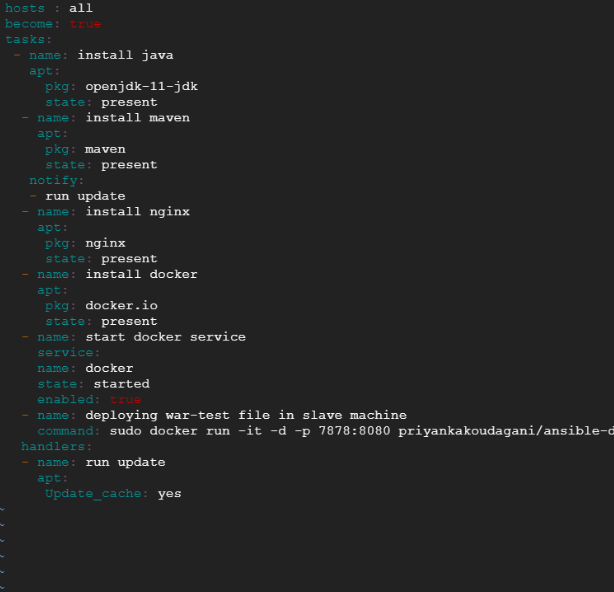 hosts : all
become: true
tasks:
 - name: install java
   apt:
     pkg: openjdk-11-jdk
     state: present
  - name: install maven
    apt:
     pkg: maven
     state: present
   notify:
   - run update
  - name: install nginx
    apt:
     pkg: nginx
     state: present
  - name: install docker
    apt:
     pkg: docker.io
     state: present
  - name: start docker service
    service:
    name: docker
    state: started
    enabled: true
  - name: deploying war-test file in slave machine
    command: sudo docker run -it -d -p 7878:8080 priyankakoudagani/ansible-d
  handlers:
  - name: run update
    apt:
     Update_cache: yes
~
~
~
~
~
~